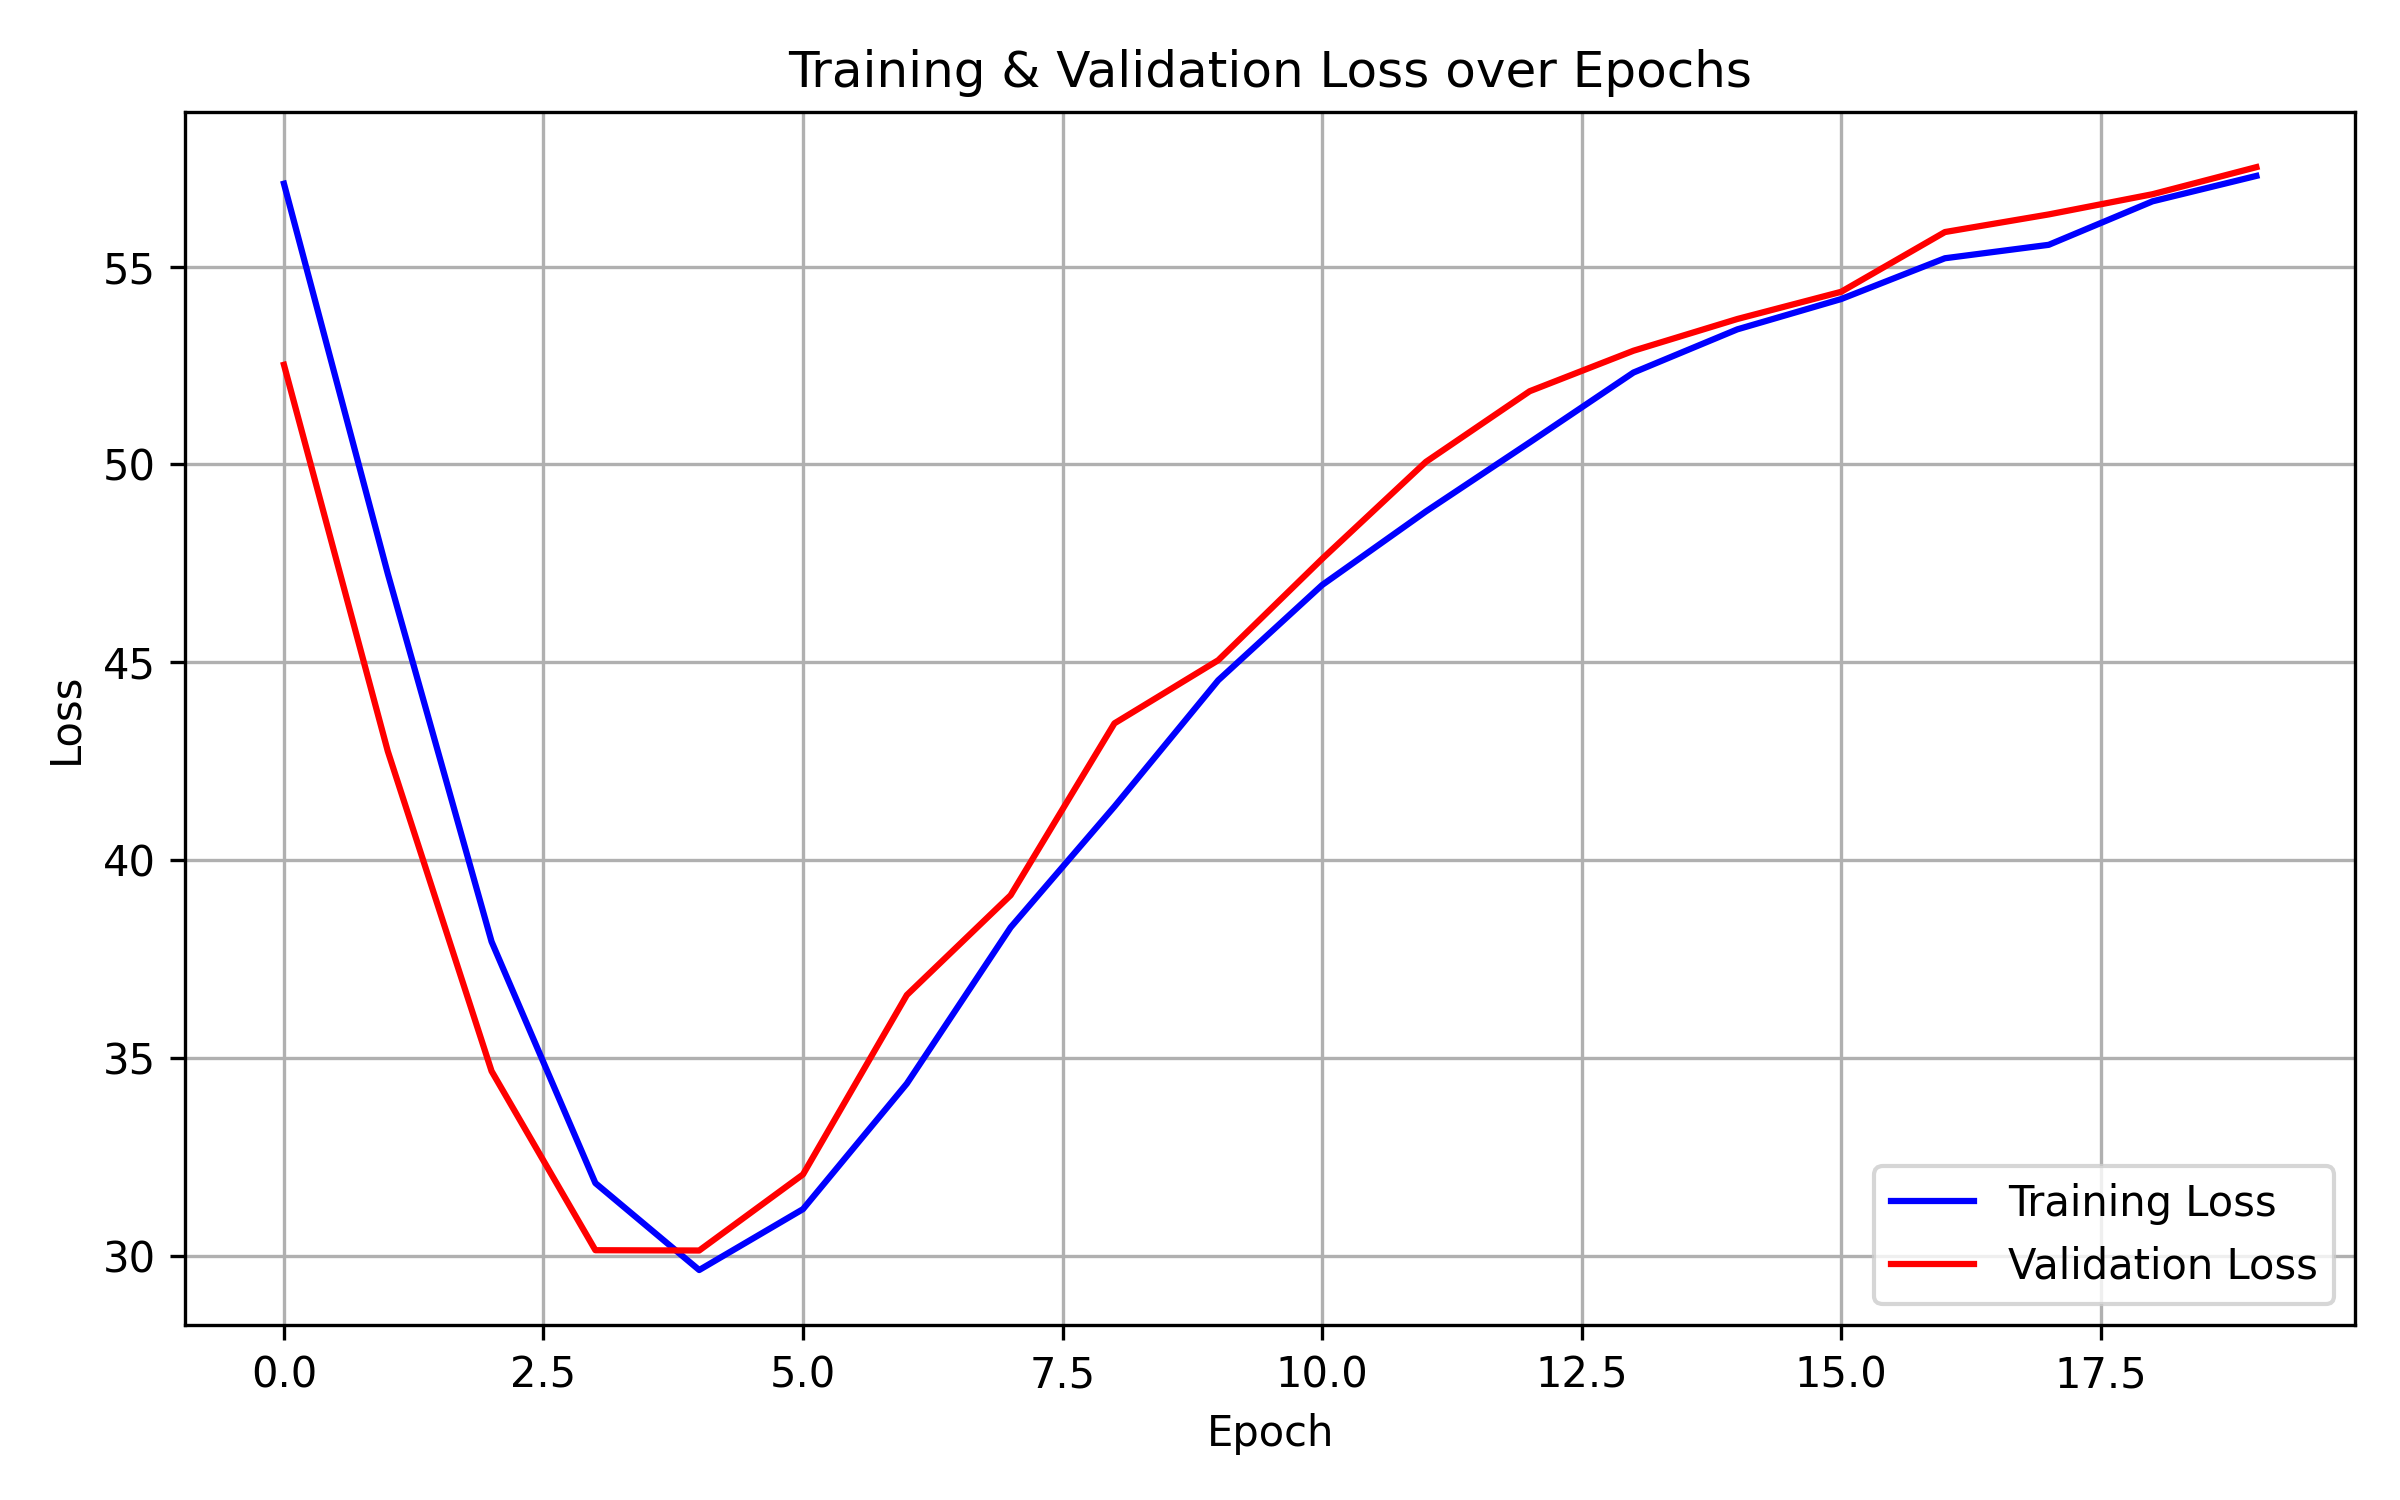 Training & Validation Loss over Epochs
55
50
45
40
35
30
Loss
0.0 2.5 5.0 7.5 10.0 12.5 15.0 17.5
Epoch
Training Loss
Validation Loss